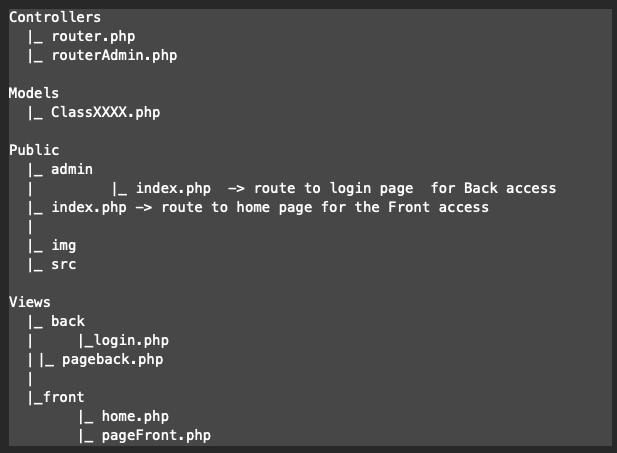 Controllers
  |_ router.php
  |_ routerAdmin.php

Models
  |_ ClassXXXX.php

Public
  |_ admin
  |         |_ index.php  -> route to login page  for Back access
  |_ index.php -> route to home page for the Front access
  |
  |_ img
  |_ src

Views
  |_ back
  |     |_login.php
  | |_ pageback.php
  |
  |_front
        |_ home.php
        |_ pageFront.php